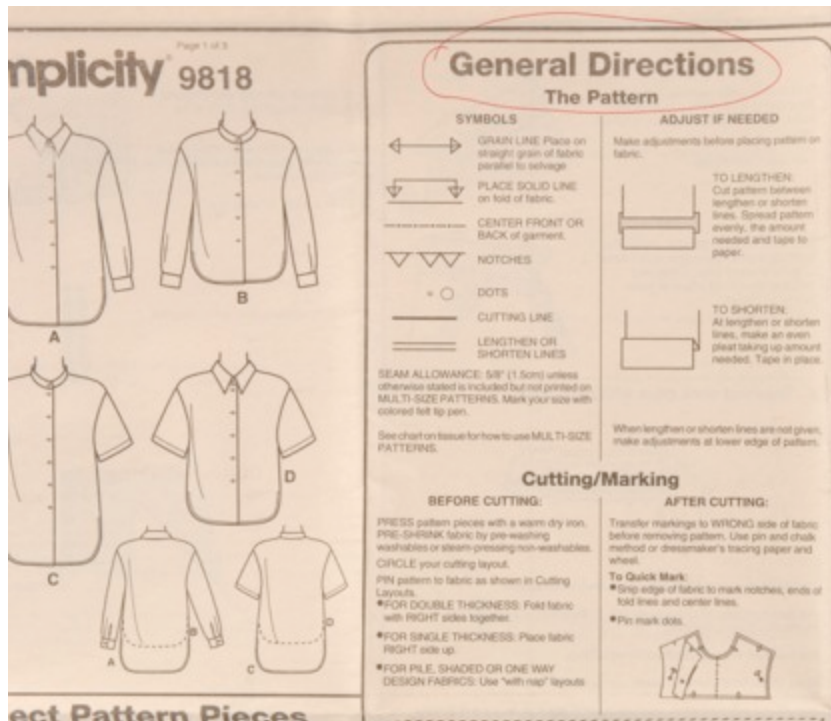 Page 1 of 5
mplicity 9818
A
B
C
D
A
B
C
D
General Directions
The Pattern
SYMBOLS
GRAIN LINE Place on
straight grain of fabric
parallel to selvage
PLACE SOLID LINE
on fold of fabric.
CENTER FRONT OR
BACK of garment.
NOTCHES
DOTS
CUTTING LINE
LENGTHEN OR
SHORTEN LINES
SEAM ALLOWANCE: 5/8" (1.5cm) unless
otherwise stated is included but not printed on
MULTI-SIZE PATTERNS. Mark your size with
colored felt tip pen.
See chart on tissue for how to use MULTI-SIZE
PATTERNS.
ADJUST IF NEEDED
Make adjustments before placing pattern on
fabric.
TO LENGTHEN:
Cut pattern between
lengthen or shorten
lines. Spread pattern
evenly, the amount
needed and tape to
paper.
TO SHORTEN:
At lengthen or shorten
lines, make an even
pleat taking up amount
needed. Tape in place.
When lengthen or shorten lines are not given,
make adjustments at lower edge of pattern.
Cutting/Marking
BEFORE CUTTING:
PRESS pattern pieces with a warm dry iron.
PRE-SHRINK fabric by pre-washing
washables or steam-pressing non-washables.
CIRCLE your cutting layout.
PIN pattern to fabric as shown in Cutting
Layouts.
*FOR DOUBLE THICKNESS: Fold fabric
with RIGHT sides together.
*FOR SINGLE THICKNESS: Place fabric
RIGHT side up.
*FOR PILE, SHADED OR ONE WAY
DESIGN FABRICS: Use "with nap" layouts
AFTER CUTTING:
Transfer markings to WRONG side of fabric
before removing pattern. Use pin and chalk
method or dressmaker's tracing paper and
wheel.
To Quick Mark:
*Snip edge of fabric to mark notches, ends of
fold lines and center lines.
*Pin mark dots.
ect Pattern Pieces